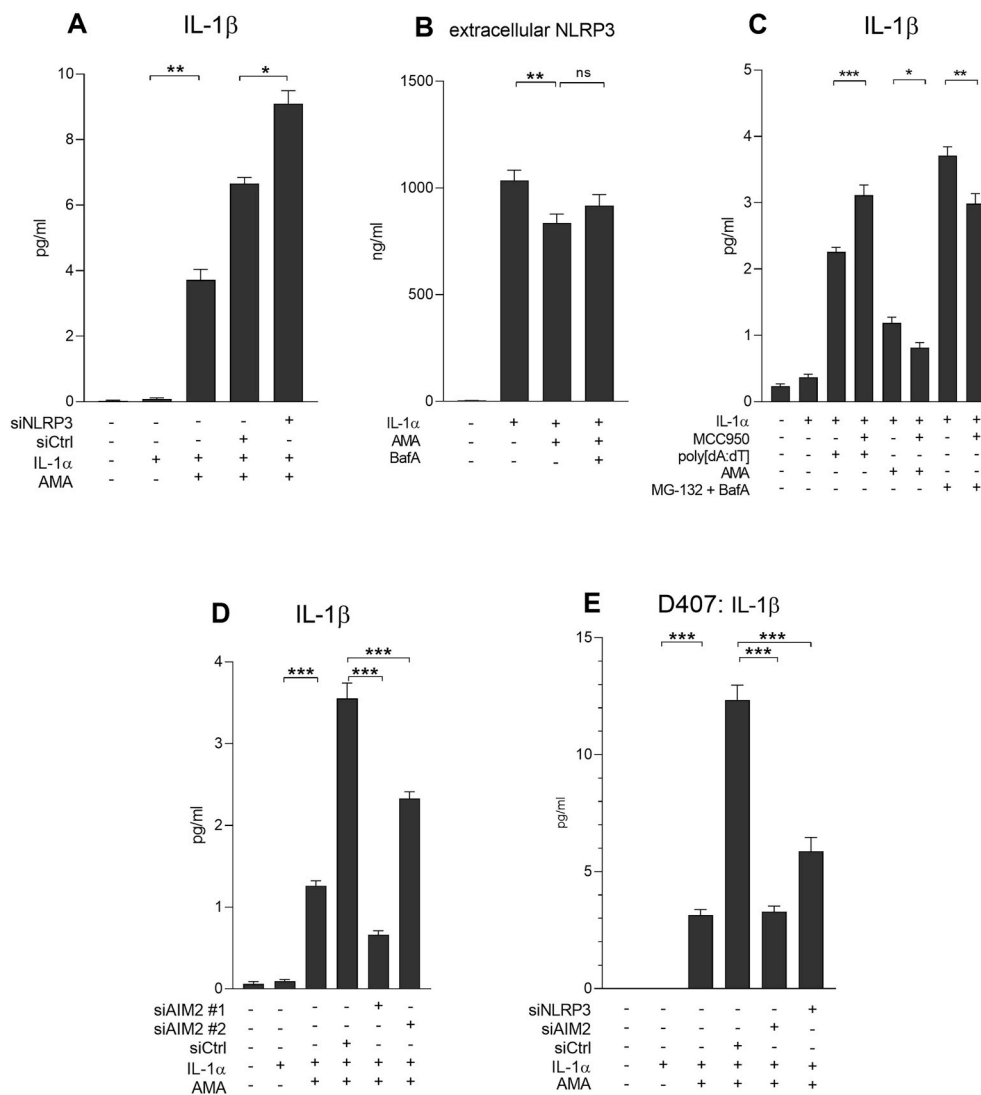 A IL-1β
** *
10
8
6
4
2
0
pg/ml
siNLRP3 - - - - +
siCtrl - - - + -
IL-1α - + + + +
AMA - - + + +
B extracellular NLRP3
** ns
1500
1000
500
0
ng/ml
IL-1α - + + +
AMA - - + +
BafA - - - +
C IL-1β
*** * **
5
4
3
2
1
0
pg/ml
IL-1α - + + + + + + +
MCC950 - - - + - + - +
poly[dA:dT] - - + + - - - -
AMA - - - - + + - -
MG-132 + BafA - - - - - - + +
D IL-1β
***
*** ***
4
3
2
1
0
pg/ml
siAIM2 #1 - - - - + -
siAIM2 #2 - - - - - +
siCtrl - - - + - -
IL-1α - + + + + +
AMA - - + + + +
E D407: IL-1β
*** ***
***
15
10
5
0
pg/ml
siNLRP3 - - - - - +
siAIM2 - - - - + -
siCtrl - - - + - -
IL-1α - + + + + +
AMA - - + + + +